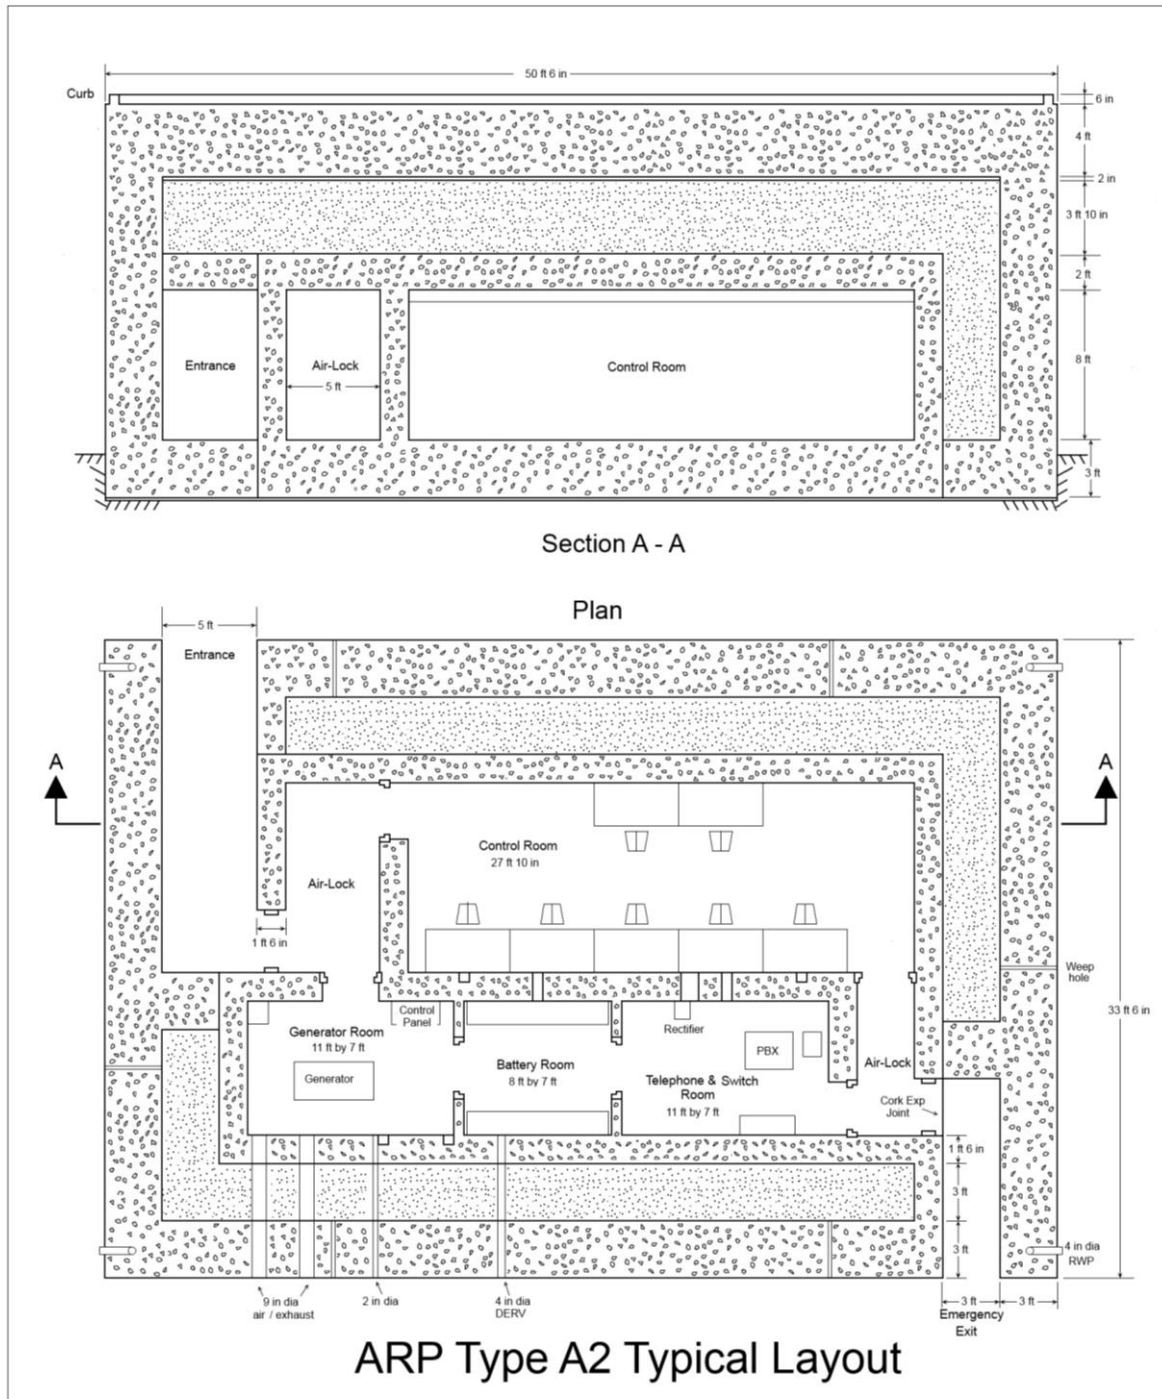 50 ft 6 in
Curb
6 in
4 ft
2 in
3 ft 10 in
2 ft
Entrance
Air-Lock
5 ft
Control Room
8 ft
3 ft
Section A - A
Plan
5 ft
Entrance
A
A
Control Room
27 ft 10 in
Air-Lock
1 ft 6 in
Weep
hole
33 ft 6 in
Control
Panel
Rectifier
Generator Room
11 ft by 7 ft
Generator
Battery Room
8 ft by 7 ft
PBX
Telephone & Switch
Room
11 ft by 7 ft
Air-Lock
Cork Exp
Joint
1 ft 6 in
3 ft
3 ft
4 in dia
RWP
9 in dia
air / exhaust
2 in dia
4 in dia
DERV
3 ft
3 ft
Emergency
Exit
ARP Type A2 Typical Layout